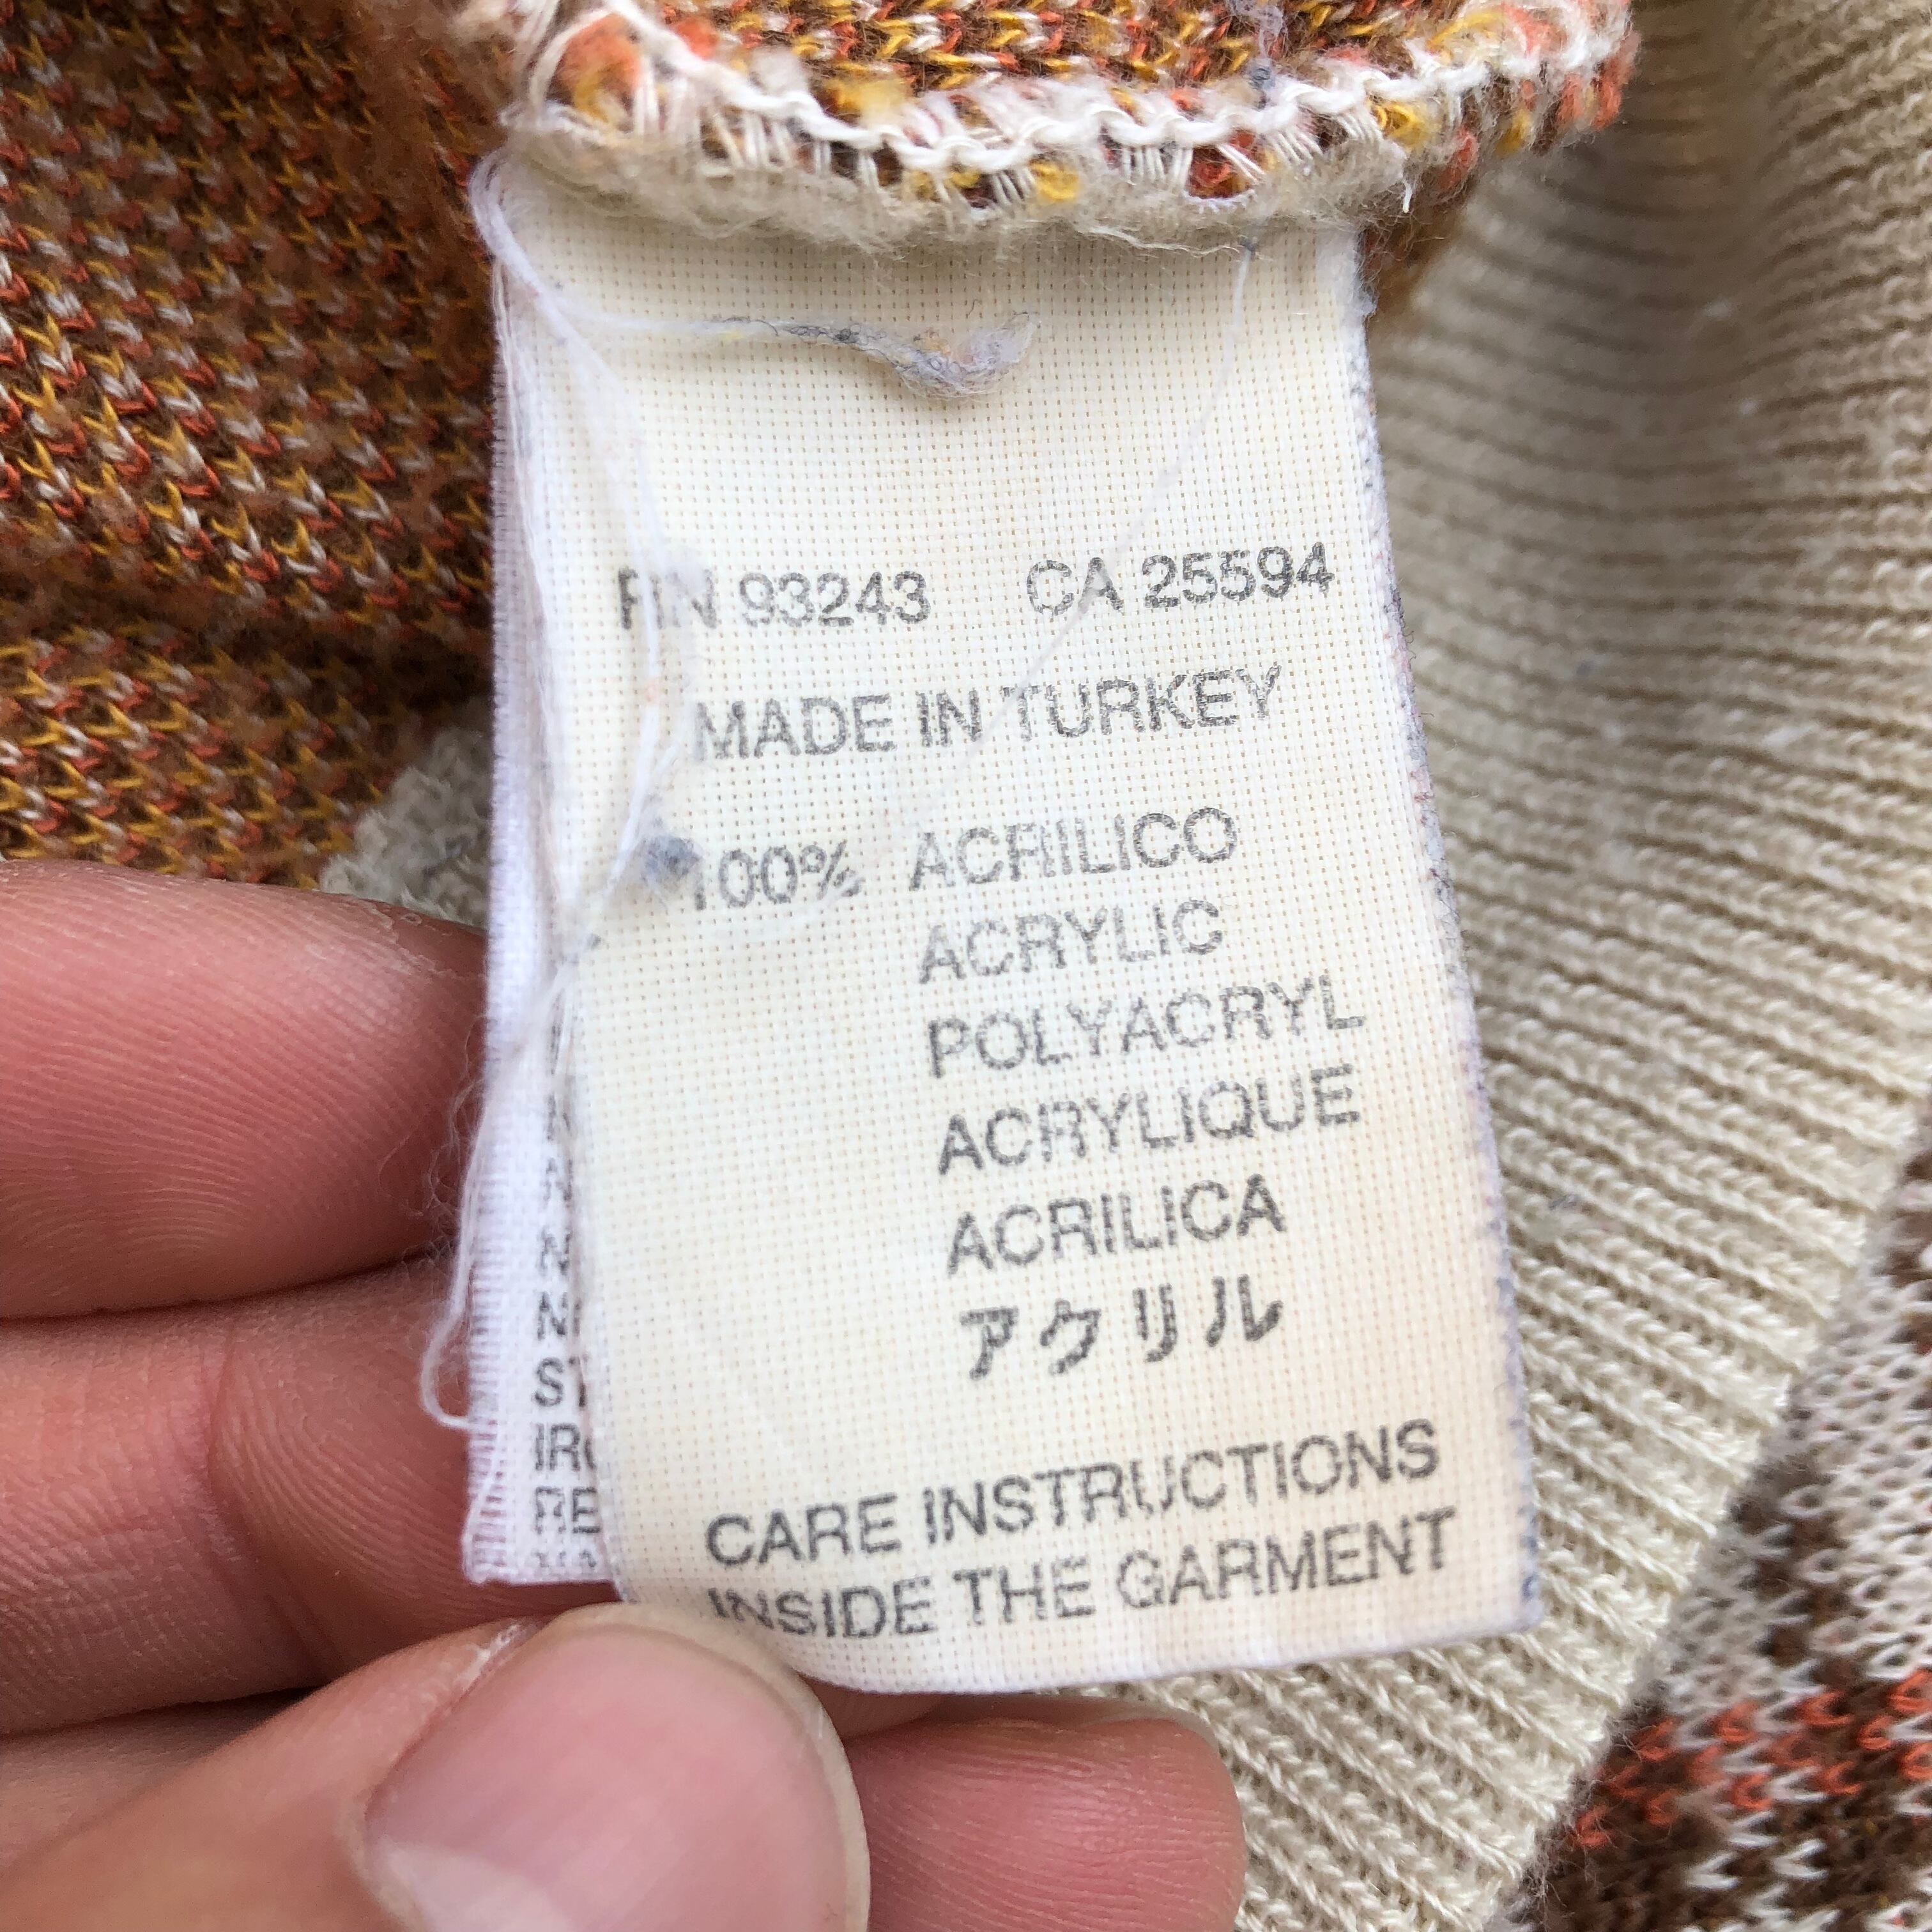 RN 93243 CA 25594
MADE IN TURKEY
100% ACRILICO
ACRYLIC
POLYACRYL
ACRYLIQUE
ACRILICA
アクリル
CARE INSTRUCTIONS
INSIDE THE GARMENT